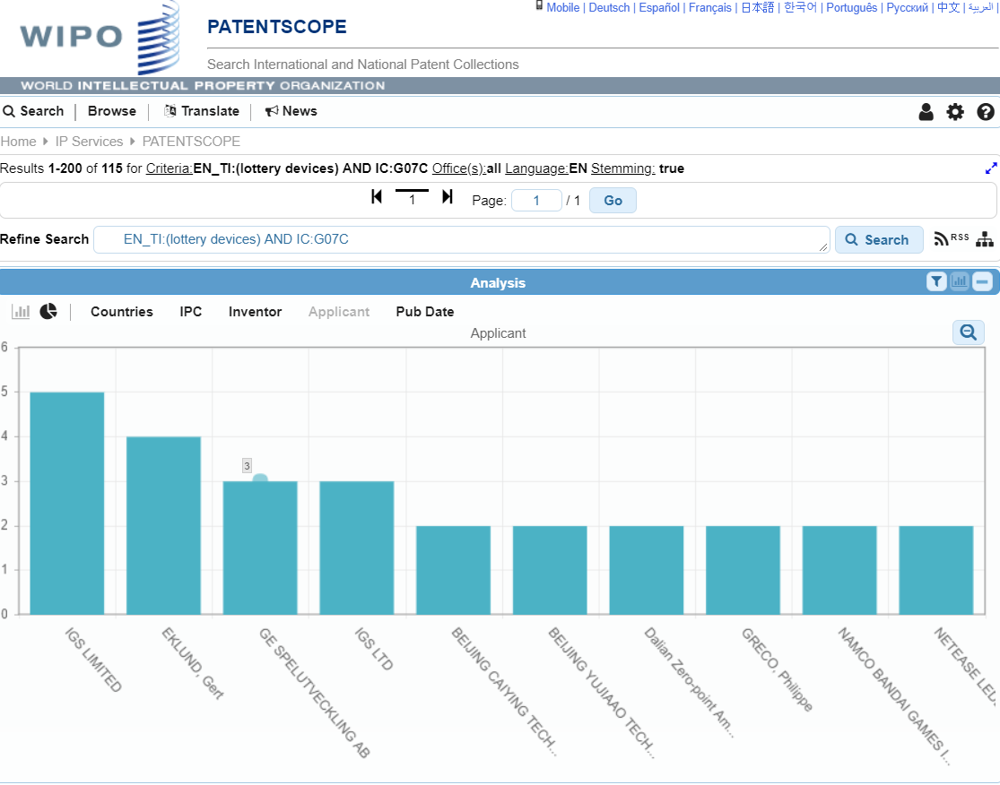 Mobile | Deutsch | Español | Français | 日本語 | 한국어 | Português | Русский | 中文 | العربية |
WIPO
PATENTSCOPE
Search International and National Patent Collections
WORLD INTELLECTUAL PROPERTY ORGANIZATION
Search | Browse | Translate | News
Home IP Services PATENTSCOPE
Results 1-200 of 115 for Criteria:EN_TI:(lottery devices) AND IC:G07C Office(s):all Language:EN Stemming: true
1 Page: 1 / 1 Go
Refine Search EN_TI:(lottery devices) AND IC:G07C Search RSS
Analysis
Countries IPC Inventor Applicant Pub Date
Applicant
6
5
4
3
3
2
1
0
IGS LIMITED
EKLUND, Gert
GE SPELUTVECKLING AB
IGS LTD
BEIJING CAIYING TECH...
BEIJING YUJIAAO TECH...
Dalian Zero-point Am...
GRECO, Philippe
NAMCO BANDAI GAMES I...
NETEASE LED.